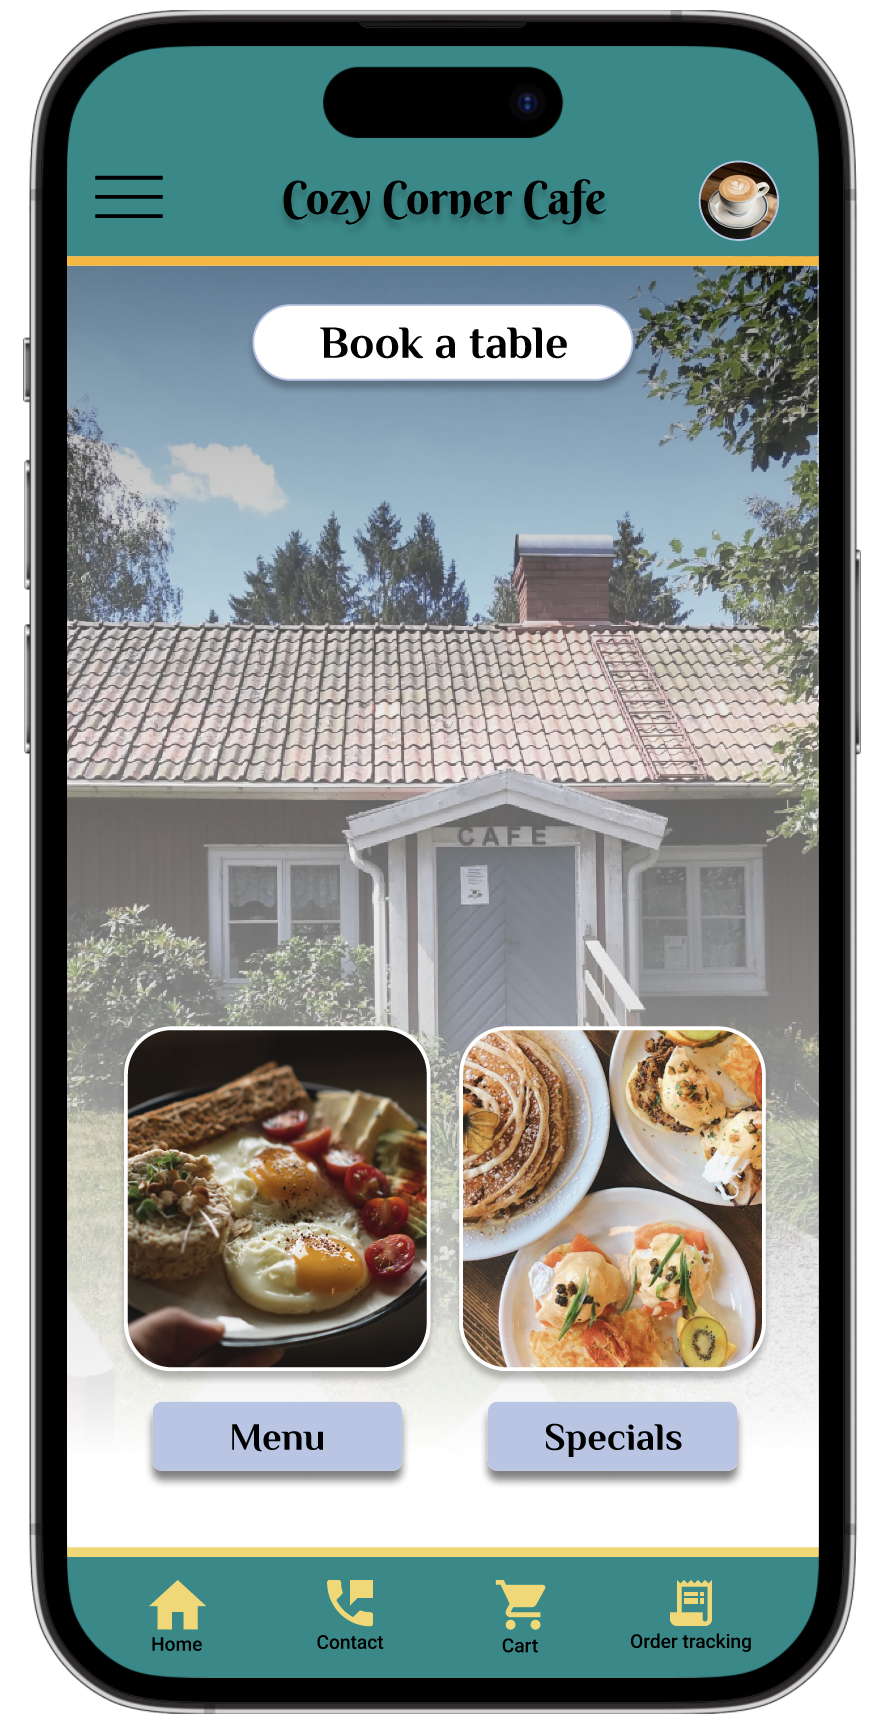 Cozy Corner Cafe
Book a table
CAFE
Menu
Specials
Home
Contact
Cart
Order tracking